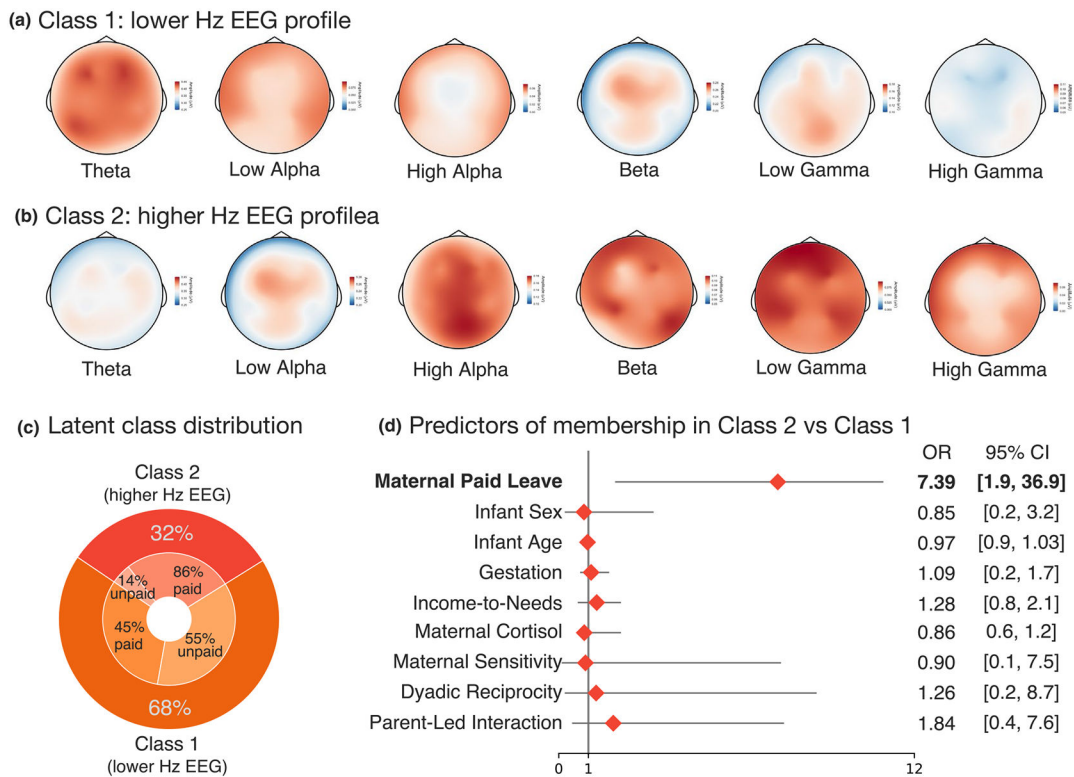 (a) Class 1: lower Hz EEG profile
Theta
Low Alpha
High Alpha
Beta
Low Gamma
High Gamma
(b) Class 2: higher Hz EEG profilea
Theta
Low Alpha
High Alpha
Beta
Low Gamma
High Gamma
(c) Latent class distribution
Class 2
(higher Hz EEG)
32%
14%
unpaid
86%
paid
45%
paid
55%
unpaid
68%
Class 1
(lower Hz EEG)
(d) Predictors of membership in Class 2 vs Class 1
OR 95% CI
Maternal Paid Leave 7.39 [1.9, 36.9]
Infant Sex 0.85 [0.2, 3.2]
Infant Age 0.97 [0.9, 1.03]
Gestation 1.09 [0.2, 1.7]
Income-to-Needs 1.28 [0.8, 2.1]
Maternal Cortisol 0.86 0.6, 1.2]
Maternal Sensitivity 0.90 [0.1, 7.5]
Dyadic Reciprocity 1.26 [0.2, 8.7]
Parent-Led Interaction 1.84 [0.4, 7.6]
0 1 12